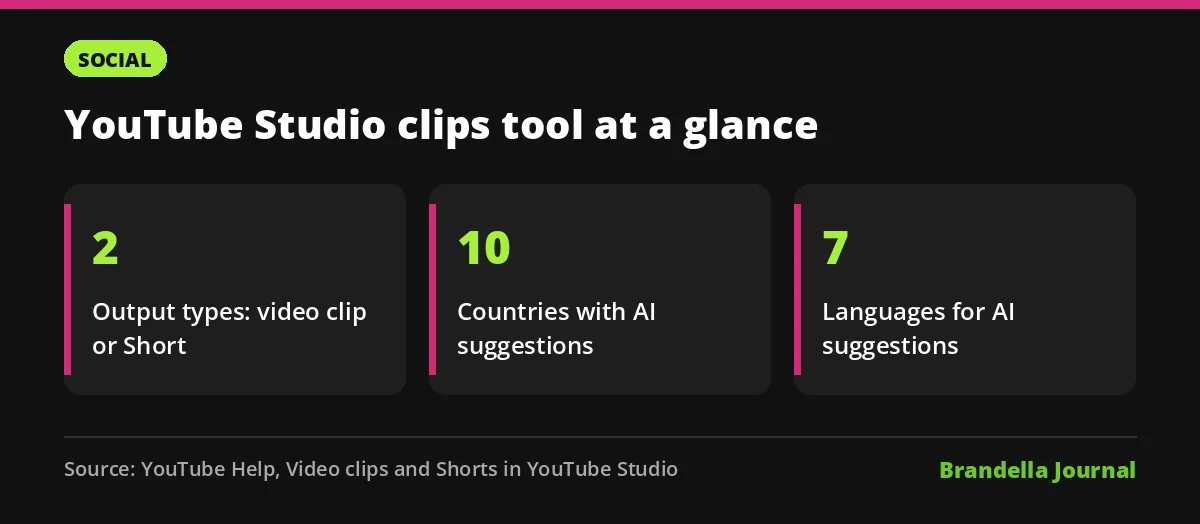 SOCIAL
YouTube Studio clips tool at a glance
2
Output types: video clip
or Short
10
Countries with AI
suggestions
7
Languages for AI
suggestions
Source: YouTube Help, Video clips and Shorts in YouTube Studio
Brandella Journal